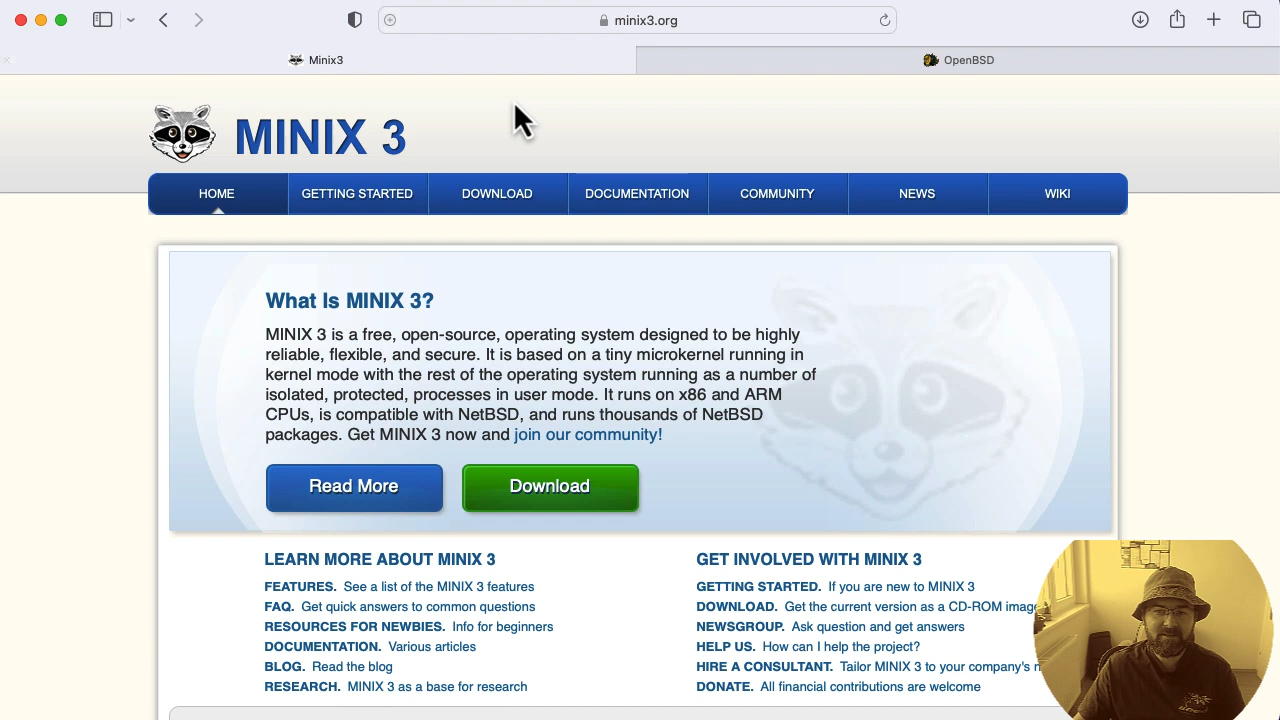 minix3.org
Minix3
OpenBSD
MINIX 3
HOME
GETTING STARTED
DOWNLOAD
DOCUMENTATION
COMMUNITY
NEWS
WIKI
What Is MINIX 3?
MINIX 3 is a free, open-source, operating system designed to be highly
reliable, flexible, and secure. It is based on a tiny microkernel running in
kernel mode with the rest of the operating system running as a number of
isolated, protected, processes in user mode. It runs on x86 and ARM
CPUs, is compatible with NetBSD, and runs thousands of NetBSD
packages. Get MINIX 3 now and join our community!
Read More
Download
LEARN MORE ABOUT MINIX 3
FEATURES. See a list of the MINIX 3 features
FAQ. Get quick answers to common questions
RESOURCES FOR NEWBIES. Info for beginners
DOCUMENTATION. Various articles
BLOG. Read the blog
RESEARCH. MINIX 3 as a base for research
GET INVOLVED WITH MINIX 3
GETTING STARTED. If you are new to MINIX 3
DOWNLOAD. Get the current version as a CD-ROM image
NEWSGROUP. Ask question and get answers
HELP US. How can I help the project?
HIRE A CONSULTANT. Tailor MINIX 3 to your company's
DONATE. All financial contributions are welcome